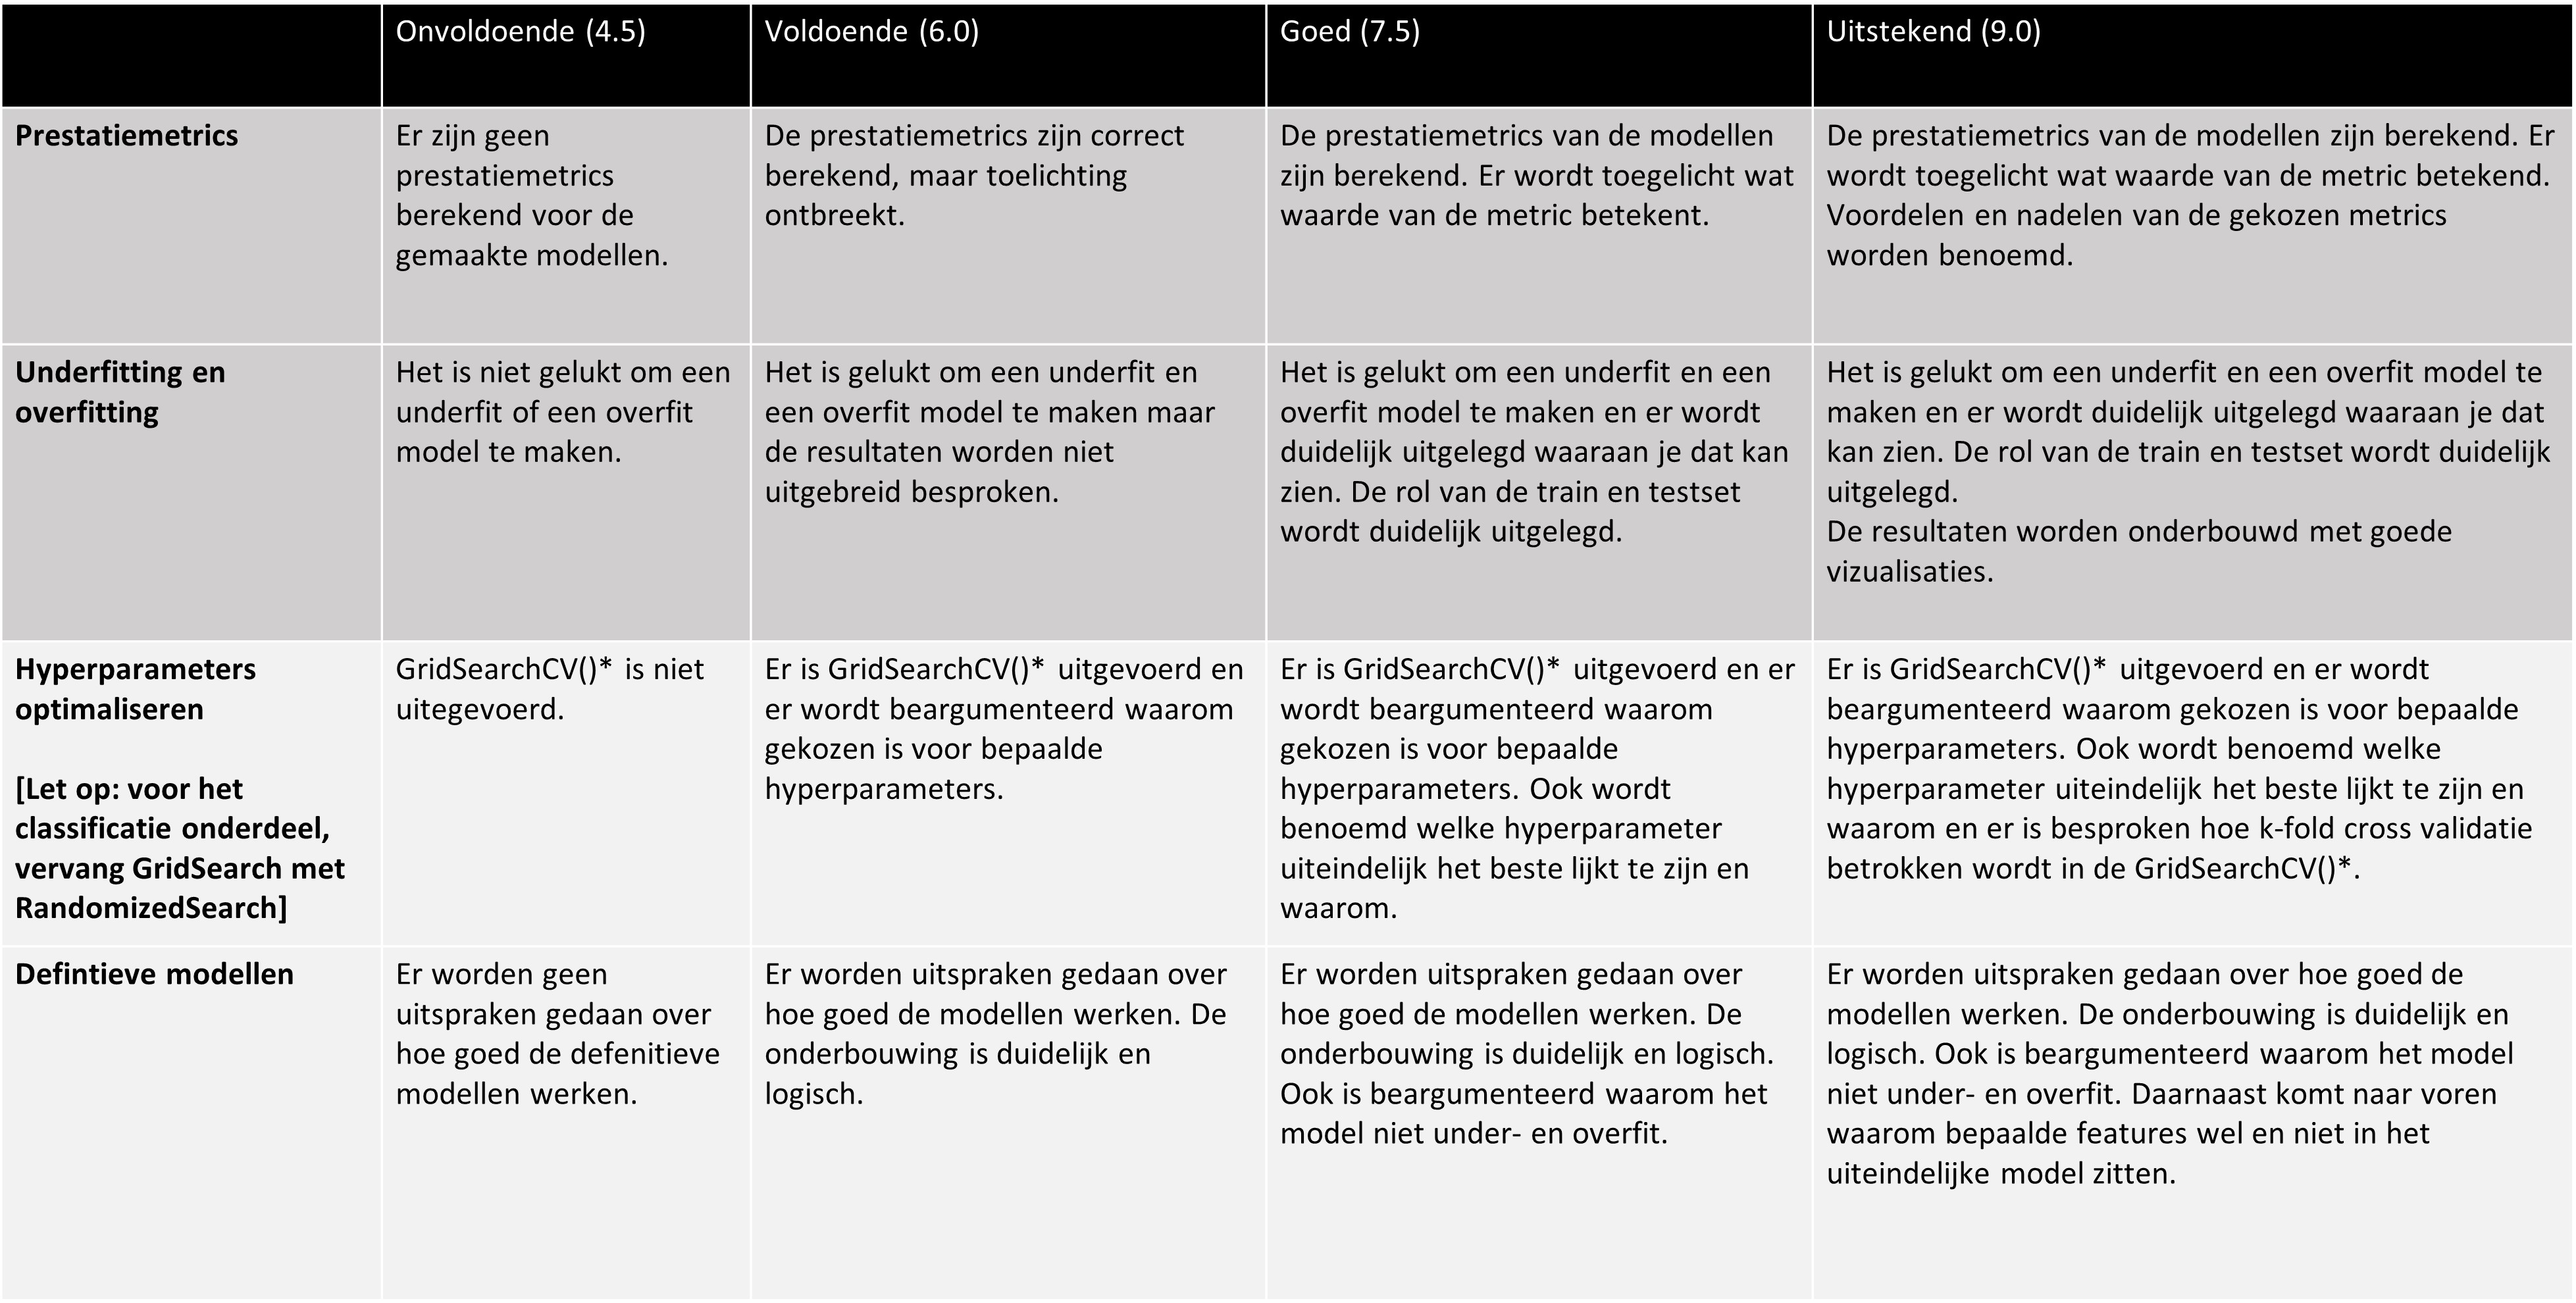 Onvoldoende (4.5)
Voldoende (6.0)
Goed (7.5)
Uitstekend (9.0)
Prestatiemetrics
Er zijn geen
prestatiemetrics
berekend voor de
gemaakte modellen.
De prestatiemetrics zijn correct
berekend, maar toelichting
ontbreekt.
De prestatiemetrics van de modellen
zijn berekend. Er wordt toegelicht wat
waarde van de metric betekent.
De prestatiemetrics van de modellen zijn berekend. Er
wordt toegelicht wat waarde van de metric betekend.
Voordelen en nadelen van de gekozen metrics
worden benoemd.
Underfitting en
overfitting
Het is niet gelukt om een
underfit of een overfit
model te maken.
Het is gelukt om een underfit en
een overfit model te maken maar
de resultaten worden niet
uitgebreid besproken.
Het is gelukt om een underfit en een
overfit model te maken en er wordt
duidelijk uitgelegd waaraan je dat kan
zien. De rol van de train en testset
wordt duidelijk uitgelegd.
Het is gelukt om een underfit en een overfit model te
maken en er wordt duidelijk uitgelegd waaraan je dat
kan zien. De rol van de train en testset wordt duidelijk
uitgelegd.
De resultaten worden onderbouwd met goede
vizualisaties.
Hyperparameters
optimaliseren
[Let op: voor het
classificatie onderdeel,
vervang GridSearch met
RandomizedSearch]
GridSearchCV()* is niet
uitegevoerd.
Er is GridSearchCV()* uitgevoerd en
er wordt beargumenteerd waarom
gekozen is voor bepaalde
hyperparameters.
Er is GridSearchCV()* uitgevoerd en er
wordt beargumenteerd waarom
gekozen is voor bepaalde
hyperparameters. Ook wordt
benoemd welke hyperparameter
uiteindelijk het beste lijkt te zijn en
waarom.
Er is GridSearchCV()* uitgevoerd en er wordt
beargumenteerd waarom gekozen is voor bepaalde
hyperparameters. Ook wordt benoemd welke
hyperparameter uiteindelijk het beste lijkt te zijn en
waarom en er is besproken hoe k-fold cross validatie
betrokken wordt in de GridSearchCV()*.
Defintieve modellen
Er worden geen
uitspraken gedaan over
hoe goed de defenitieve
modellen werken.
Er worden uitspraken gedaan over
hoe goed de modellen werken. De
onderbouwing is duidelijk en
logisch.
Er worden uitspraken gedaan over
hoe goed de modellen werken. De
onderbouwing is duidelijk en logisch.
Ook is beargumenteerd waarom het
model niet under- en overfit.
Er worden uitspraken gedaan over hoe goed de
modellen werken. De onderbouwing is duidelijk en
logisch. Ook is beargumenteerd waarom het model
niet under- en overfit. Daarnaast komt naar voren
waarom bepaalde features wel en niet in het
uiteindelijke model zitten.